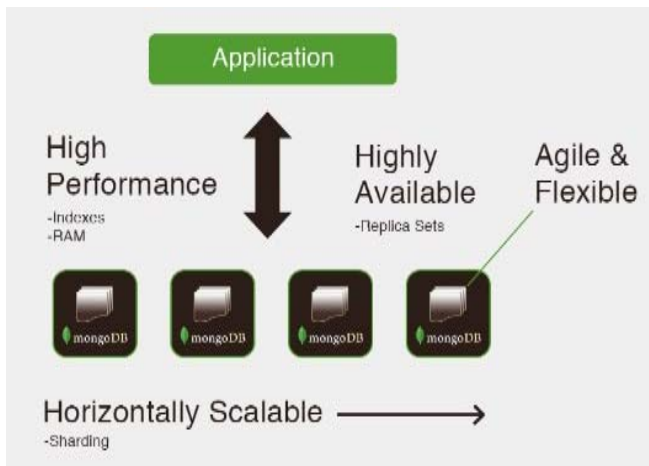 Application
High
Performance
-Indexes
-RAM
Highly
Available
-Replica Sets
Agile &
Flexible
mongoDB
mongoDB
mongoDB
mongoDB
Horizontally Scalable
-Sharding